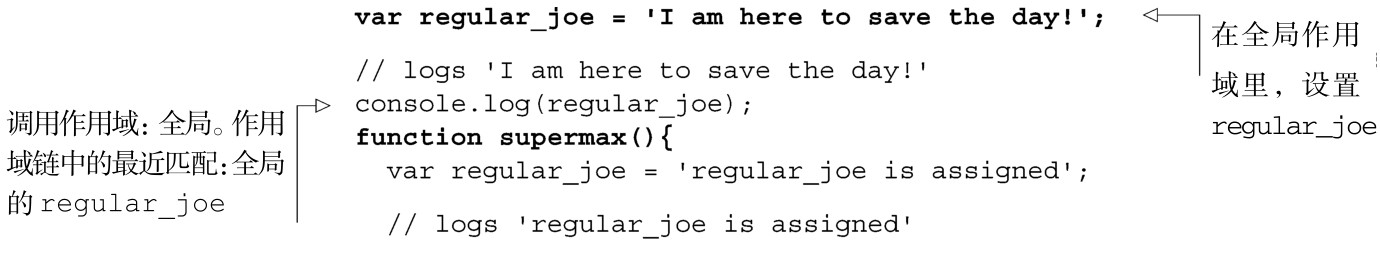 var regular_joe = 'I am here to save the day!';
在全局作用
域里，设置
regular_joe
// logs 'I am here to save the day!'
console.log(regular_joe);
调用作用域：全局。作用
域链中的最近匹配：全局
的 regular_joe
function supermax(){
  var regular_joe = 'regular_joe is assigned';
  // logs 'regular_joe is assigned'